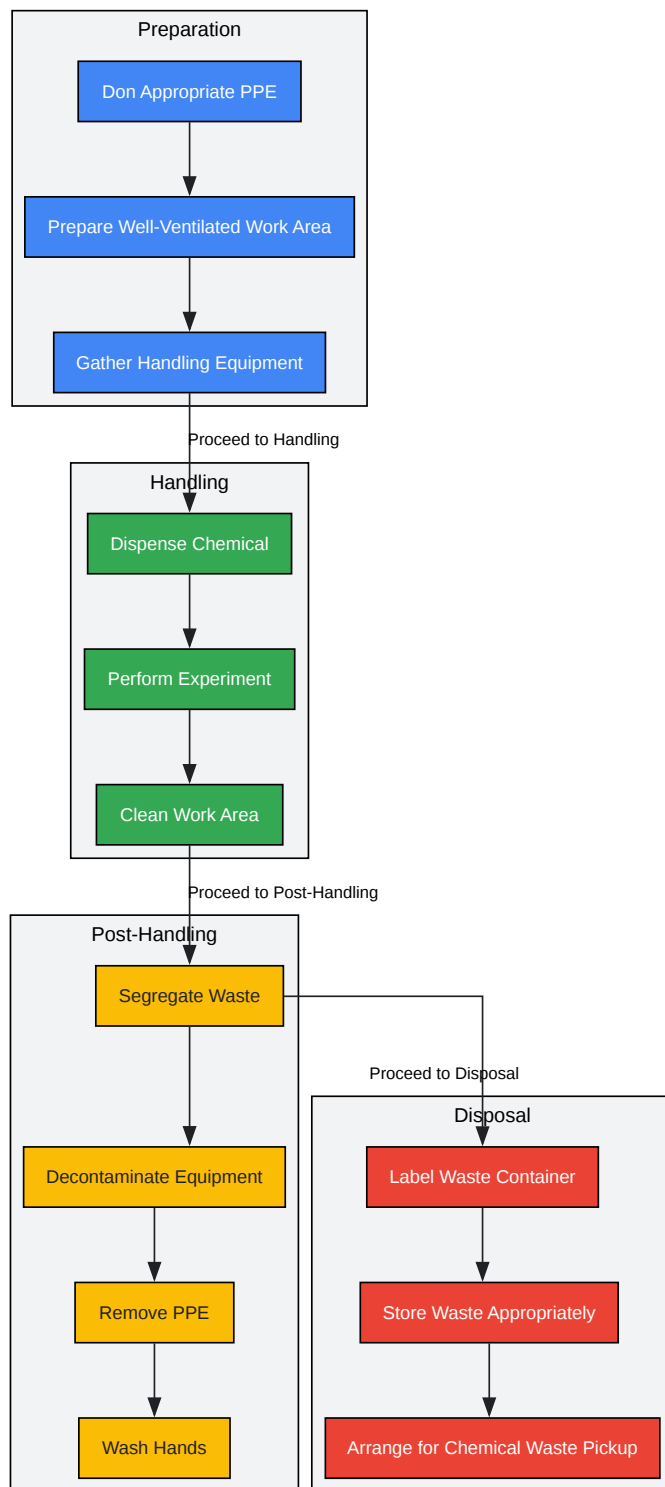 Preparation
Don Appropriate PPE
Prepare Well-Ventilated Work Area
Gather Handling Equipment
Proceed to Handling
Handling
Dispense Chemical
Perform Experiment
Clean Work Area
Proceed to Post-Handling
Post-Handling
Segregate Waste
Decontaminate Equipment
Remove PPE
Wash Hands
Proceed to Disposal
Disposal
Label Waste Container
Store Waste Appropriately
Arrange for Chemical Waste Pickup